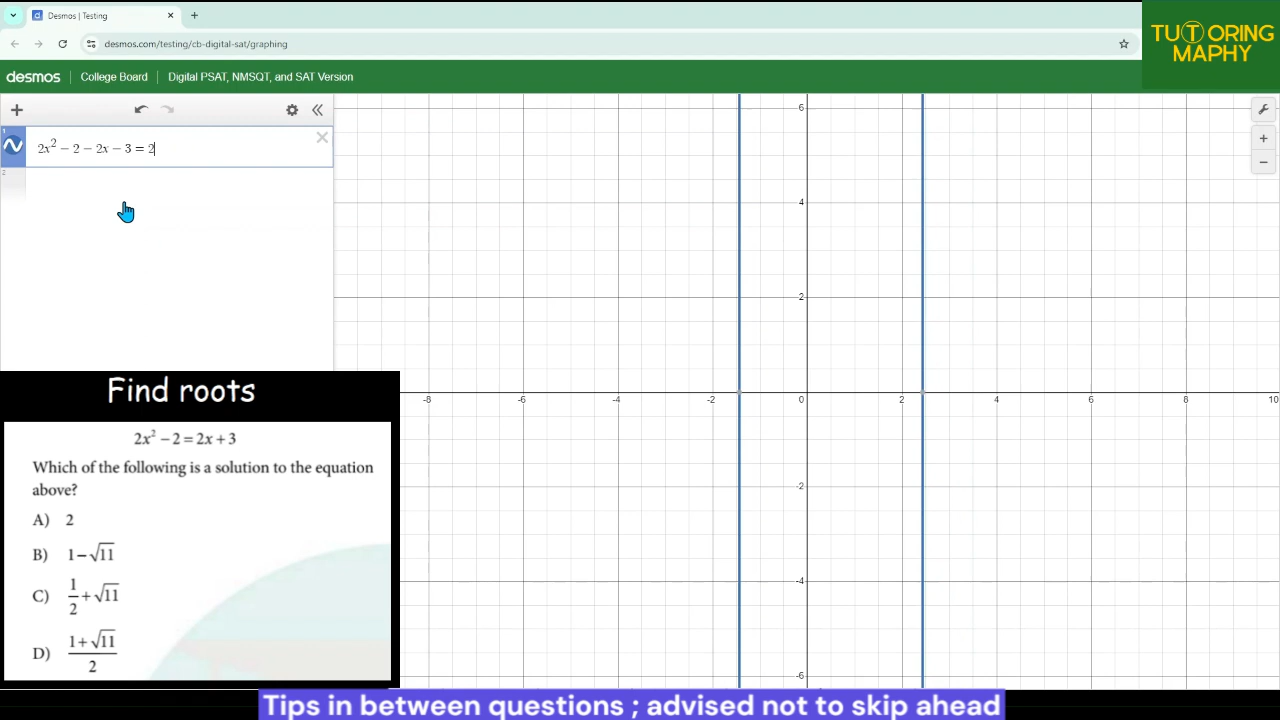 Desmos | Testing
desmos.com/testing/cb-digital-sat/graphing
TUTORING
MAPHY
desmos
College Board
Digital PSAT, NMSQT, and SAT Version
1
2x² − 2 − 2x − 3 = 2
2
6
4
2
-8 -6 -4 -2 0 2 4 6 8 10
-2
-4
-6
Find roots
2x² − 2 = 2x + 3
Which of the following is a solution to the equation
above?
A) 2
B) 1−√11
C) 1/2 + √11
D) (1+√11)/2
Tips in between questions ; advised not to skip ahead